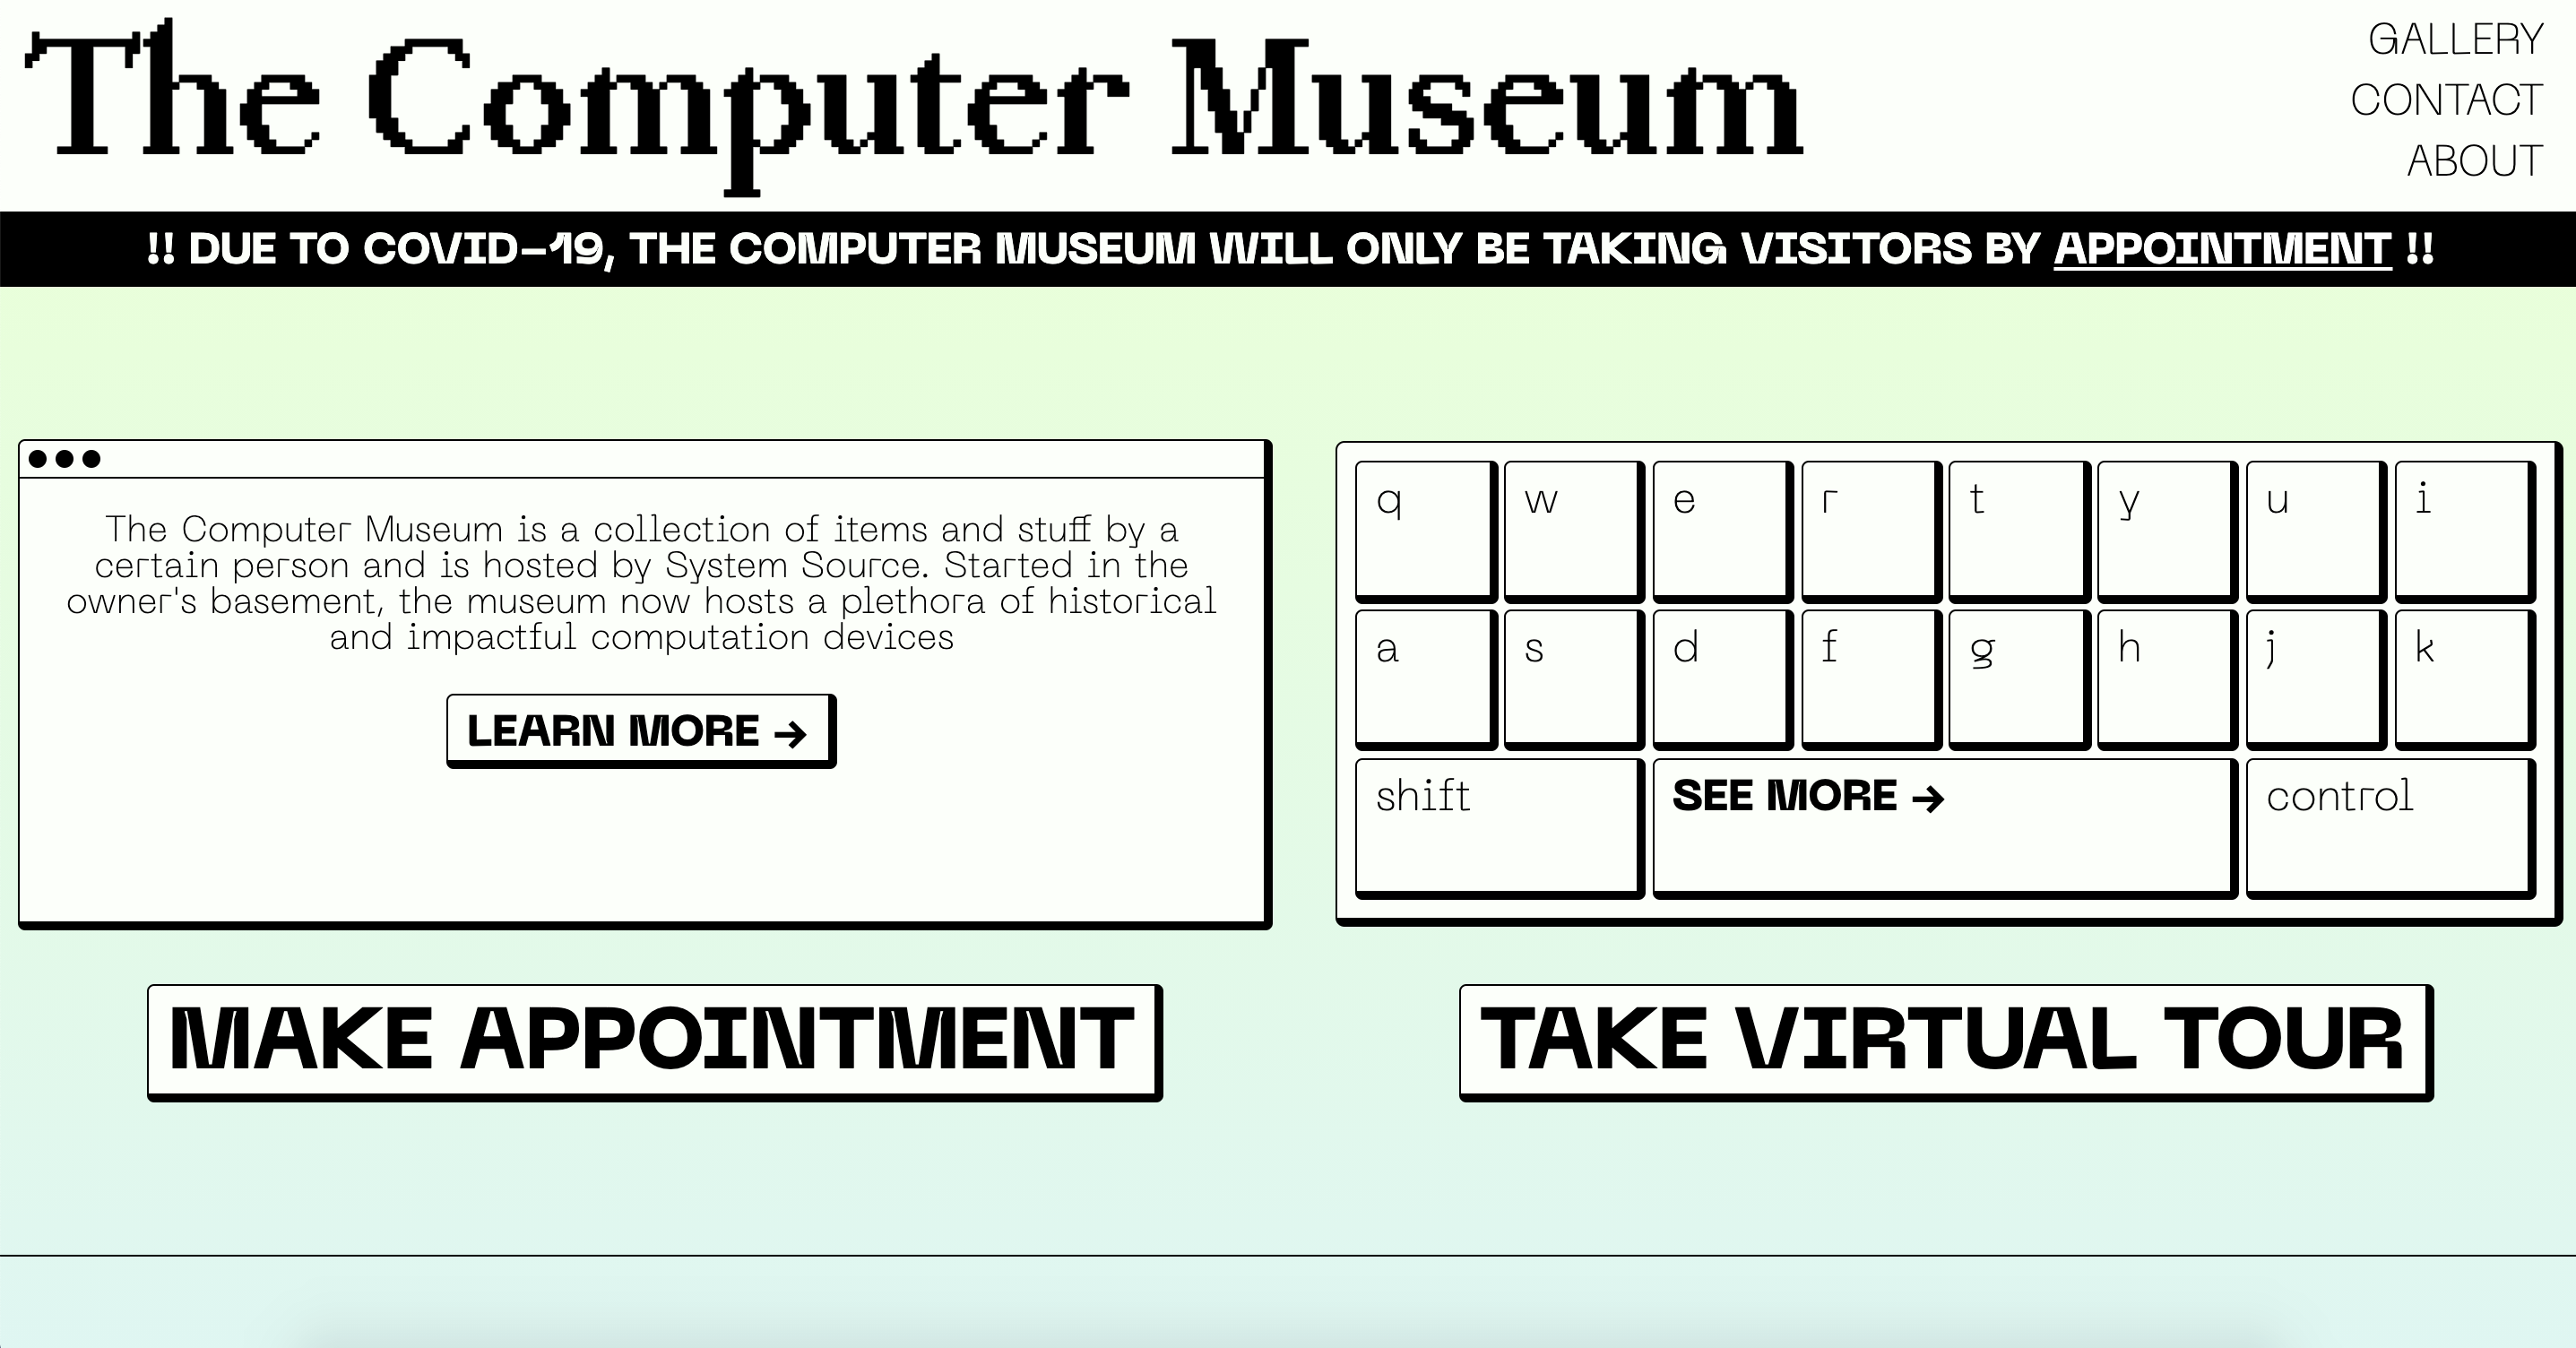 The Computer Museum
GALLERY
CONTACT
ABOUT
!! DUE TO COVID–19, THE COMPUTER MUSEUM WILL ONLY BE TAKING VISITORS BY APPOINTMENT !!
The Computer Museum is a collection of items and stuff by a
certain person and is hosted by System Source. Started in the
owner's basement, the museum now hosts a plethora of historical
and impactful computation devices
LEARN MORE →
q w e r t y u i
a s d f g h j k
shift SEE MORE → control
MAKE APPOINTMENT
TAKE VIRTUAL TOUR